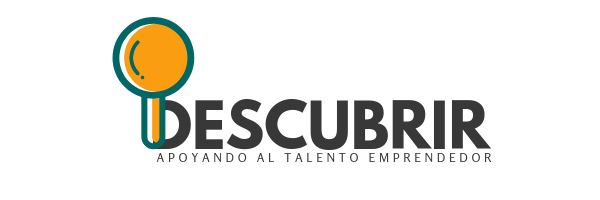 DESCUBRIR
APOYANDO AL TALENTO EMPRENDEDOR